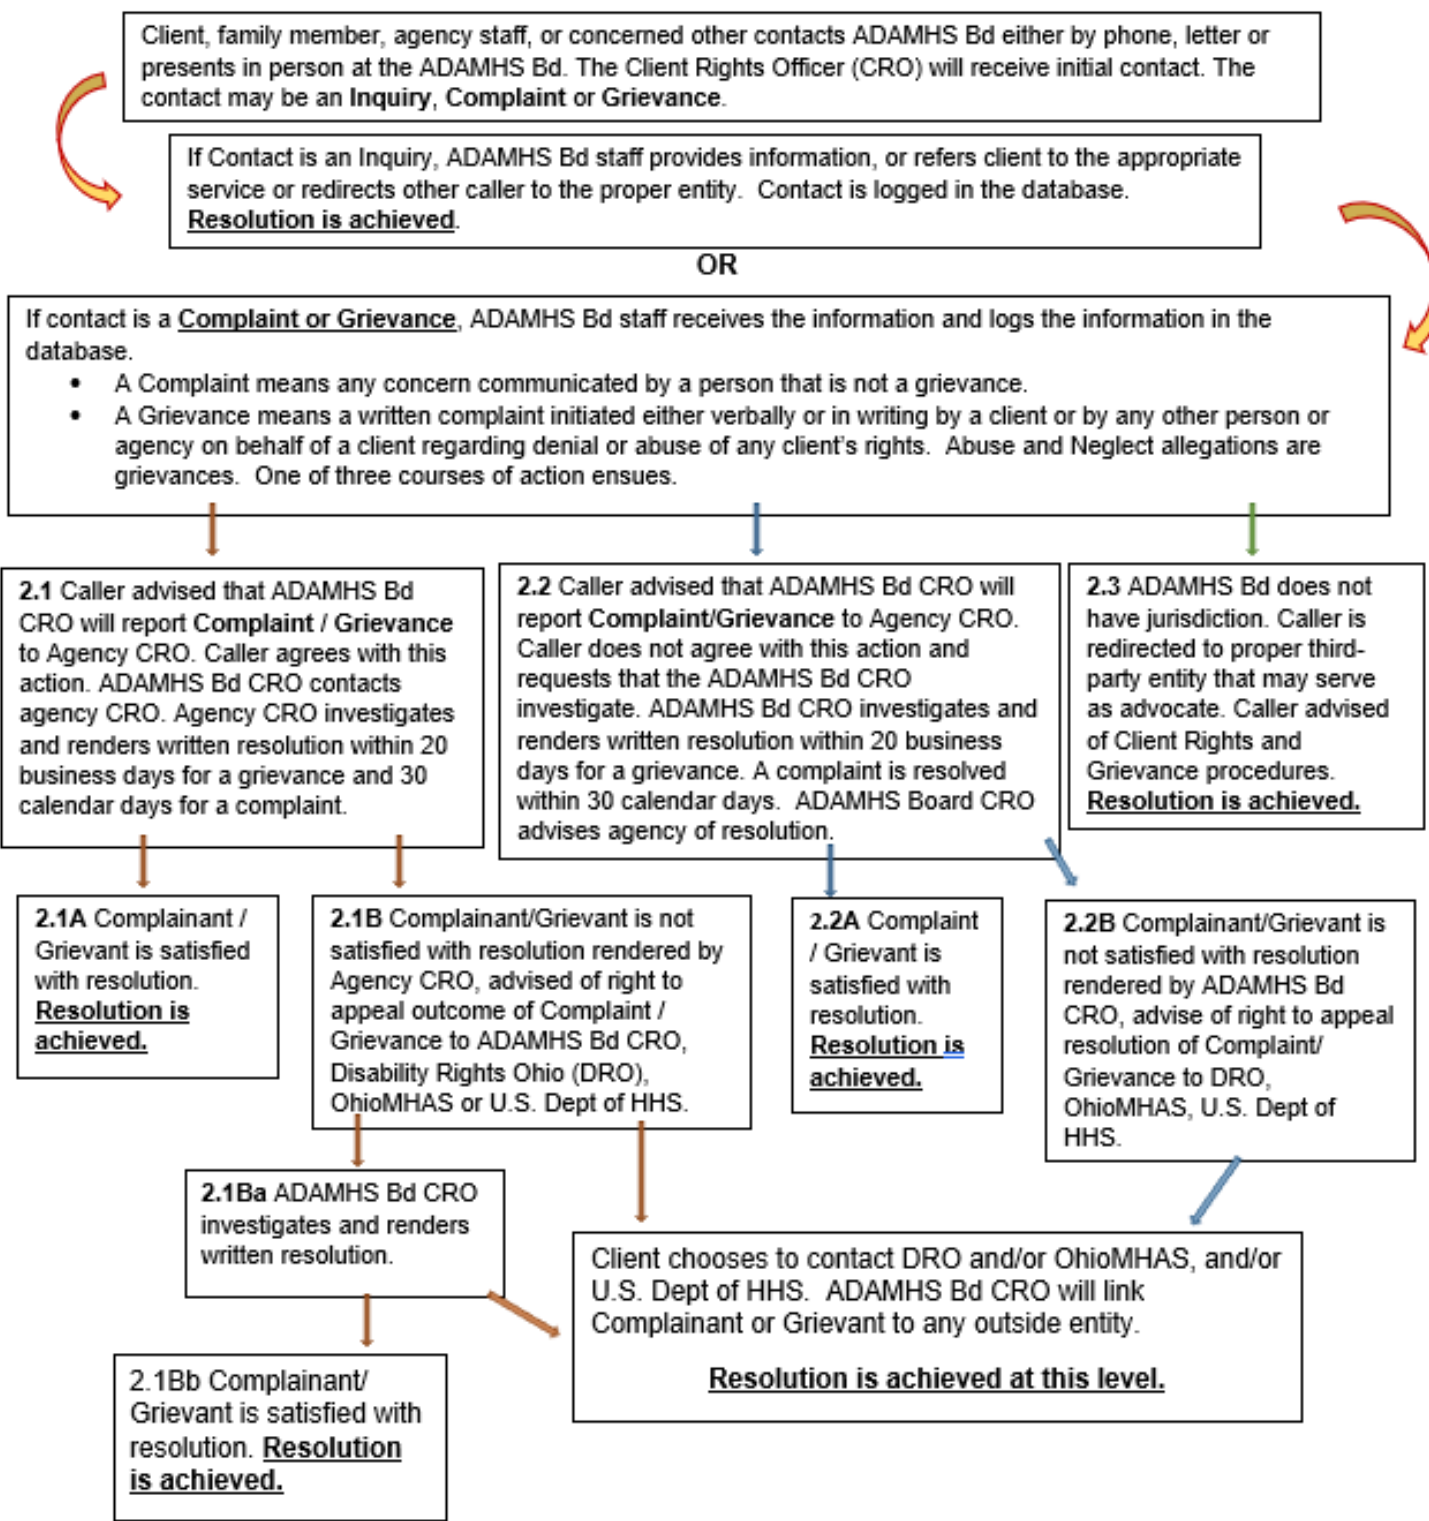 Client, family member, agency staff, or concerned other contacts ADAMHS Bd either by phone, letter or
presents in person at the ADAMHS Bd. The Client Rights Officer (CRO) will receive initial contact. The
contact may be an Inquiry, Complaint or Grievance.
If Contact is an Inquiry, ADAMHS Bd staff provides information, or refers client to the appropriate
service or redirects other caller to the proper entity. Contact is logged in the database.
Resolution is achieved.
OR
If contact is a Complaint or Grievance, ADAMHS Bd staff receives the information and logs the information in the
database.
• A Complaint means any concern communicated by a person that is not a grievance.
• A Grievance means a written complaint initiated either verbally or in writing by a client or by any other person or
agency on behalf of a client regarding denial or abuse of any client's rights. Abuse and Neglect allegations are
grievances. One of three courses of action ensues.
2.1 Caller advised that ADAMHS Bd
CRO will report Complaint / Grievance
to Agency CRO. Caller agrees with this
action. ADAMHS Bd CRO contacts
agency CRO. Agency CRO investigates
and renders written resolution within 20
business days for a grievance and 30
calendar days for a complaint.
2.2 Caller advised that ADAMHS Bd CRO will
report Complaint/Grievance to Agency CRO.
Caller does not agree with this action and
requests that the ADAMHS Bd CRO
investigate. ADAMHS Bd CRO investigates and
renders written resolution within 20 business
days for a grievance. A complaint is resolved
within 30 calendar days. ADAMHS Board CRO
advises agency of resolution.
2.3 ADAMHS Bd does not
have jurisdiction. Caller is
redirected to proper third-
party entity that may serve
as advocate. Caller advised
of Client Rights and
Grievance procedures.
Resolution is achieved.
2.1A Complainant /
Grievant is satisfied
with resolution.
Resolution is
achieved.
2.1B Complainant/Grievant is not
satisfied with resolution rendered by
Agency CRO, advised of right to
appeal outcome of Complaint /
Grievance to ADAMHS Bd CRO,
Disability Rights Ohio (DRO),
OhioMHAS or U.S. Dept of HHS.
2.2A Complaint
/ Grievant is
satisfied with
resolution.
Resolution is
achieved.
2.2B Complainant/Grievant is
not satisfied with resolution
rendered by ADAMHS Bd
CRO, advise of right to appeal
resolution of Complaint/
Grievance to DRO,
OhioMHAS, U.S. Dept of
HHS.
2.1Ba ADAMHS Bd CRO
investigates and renders
written resolution.
Client chooses to contact DRO and/or OhioMHAS, and/or
U.S. Dept of HHS. ADAMHS Bd CRO will link
Complainant or Grievant to any outside entity.
Resolution is achieved at this level.
2.1Bb Complainant/
Grievant is satisfied with
resolution. Resolution
is achieved.